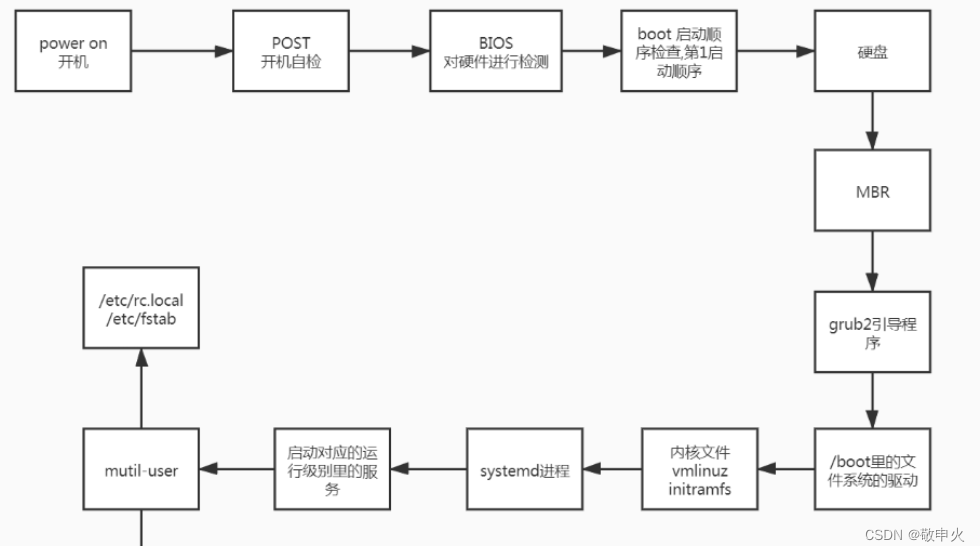 power on
开机
POST
开机自检
BIOS
对硬件进行检测
boot 启动顺
序检查,第1启
动顺序
硬盘
MBR
grub2引导程
序
/boot里的文
件系统的驱动
内核文件
vmlinuz
initramfs
systemd进程
启动对应的运
行级别里的服
务
mutil-user
/etc/rc.local
/etc/fstab
CSDN @敬申火